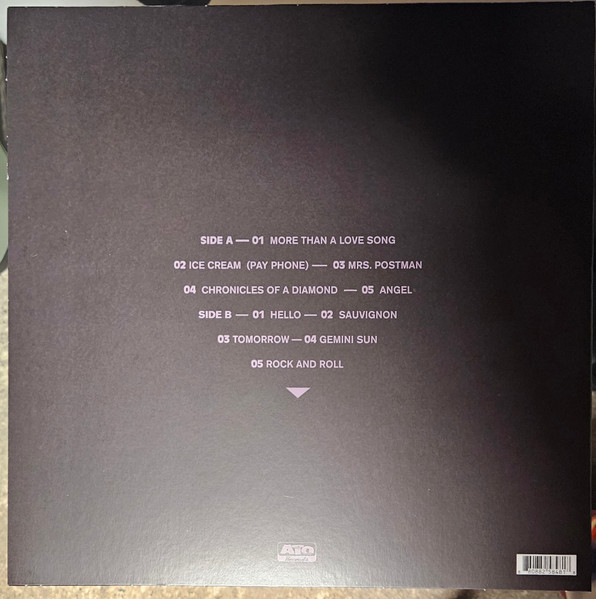 SIDE A — 01 MORE THAN A LOVE SONG
02 ICE CREAM (PAY PHONE) — 03 MRS. POSTMAN
04 CHRONICLES OF A DIAMOND — 05 ANGEL
SIDE B — 01 HELLO — 02 SAUVIGNON
03 TOMORROW — 04 GEMINI SUN
05 ROCK AND ROLL
ATO